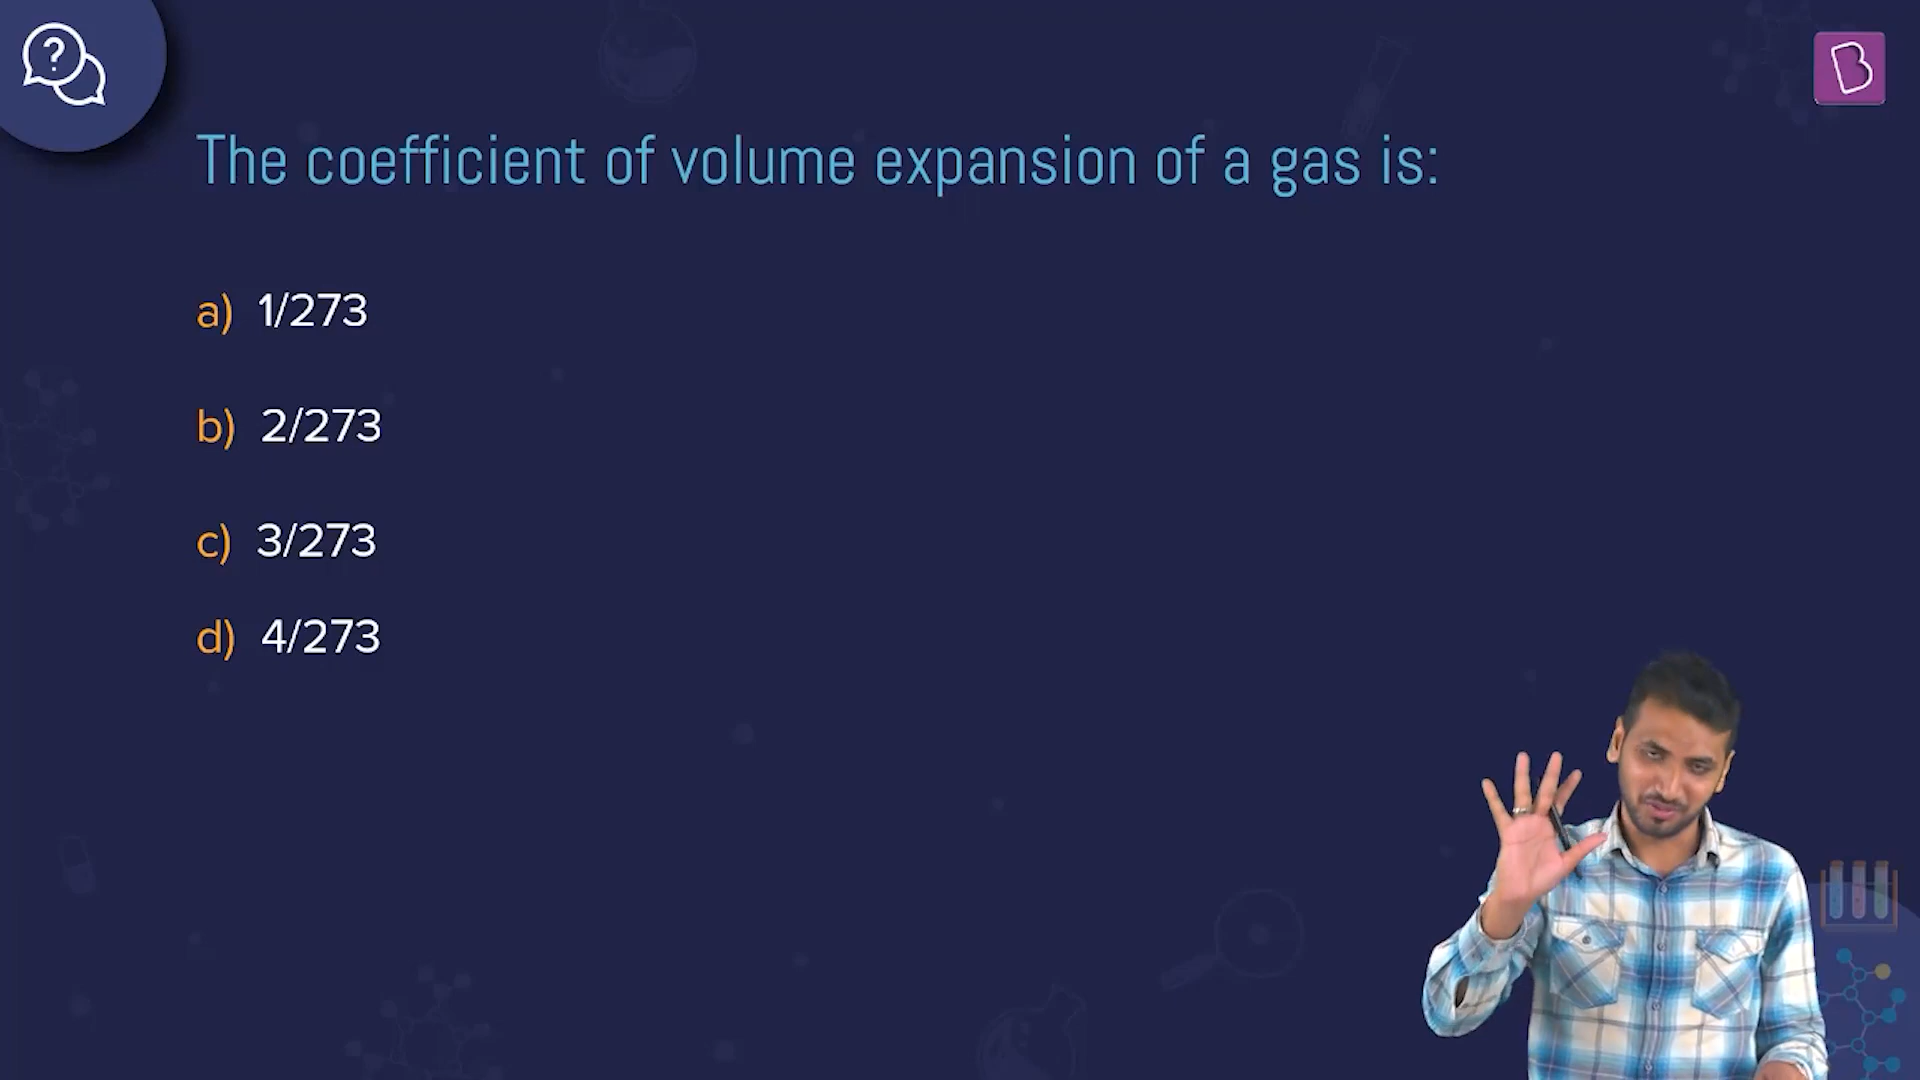 ?
B
The coefficient of volume expansion of a gas is:
a) 1/273
b) 2/273
c) 3/273
d) 4/273